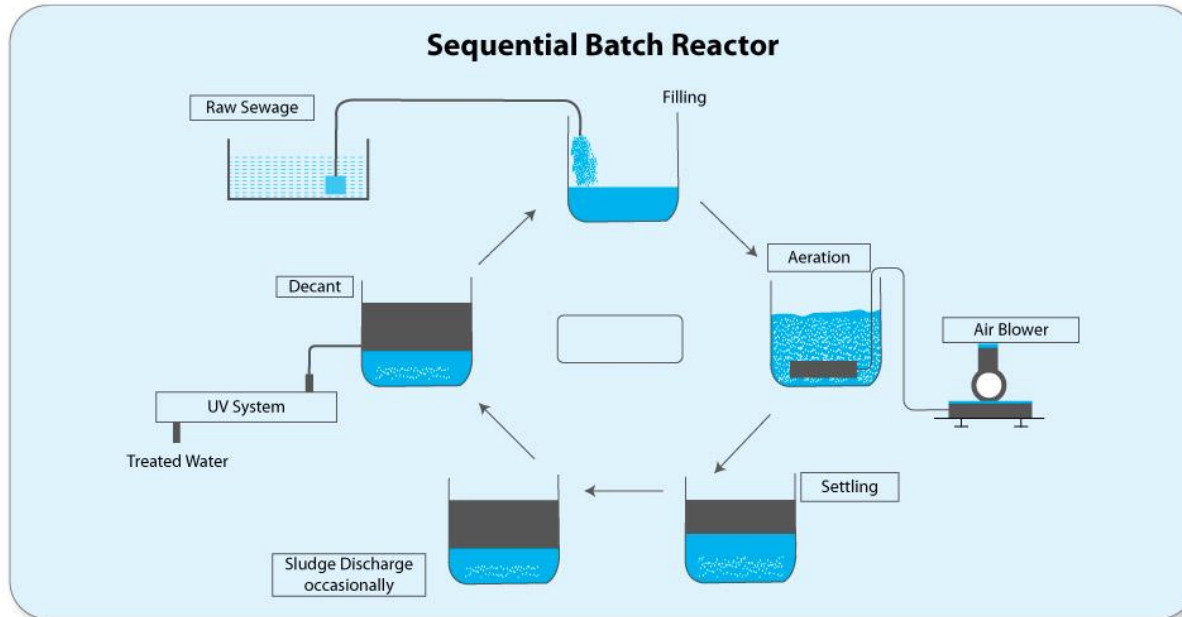 Sequential Batch Reactor
Raw Sewage
Filling
Aeration
Decant
Air Blower
UV System
Treated Water
Settling
Sludge Discharge
occasionally